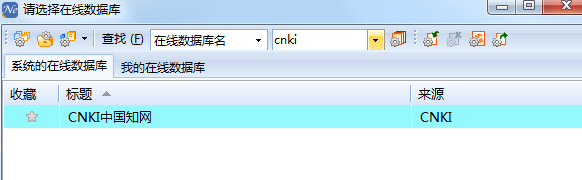 请选择在线数据库
查找 (F) 在线数据库名 cnki
系统的在线数据库 我的在线数据库
收藏 标题 来源
CNKI中国知网 CNKI